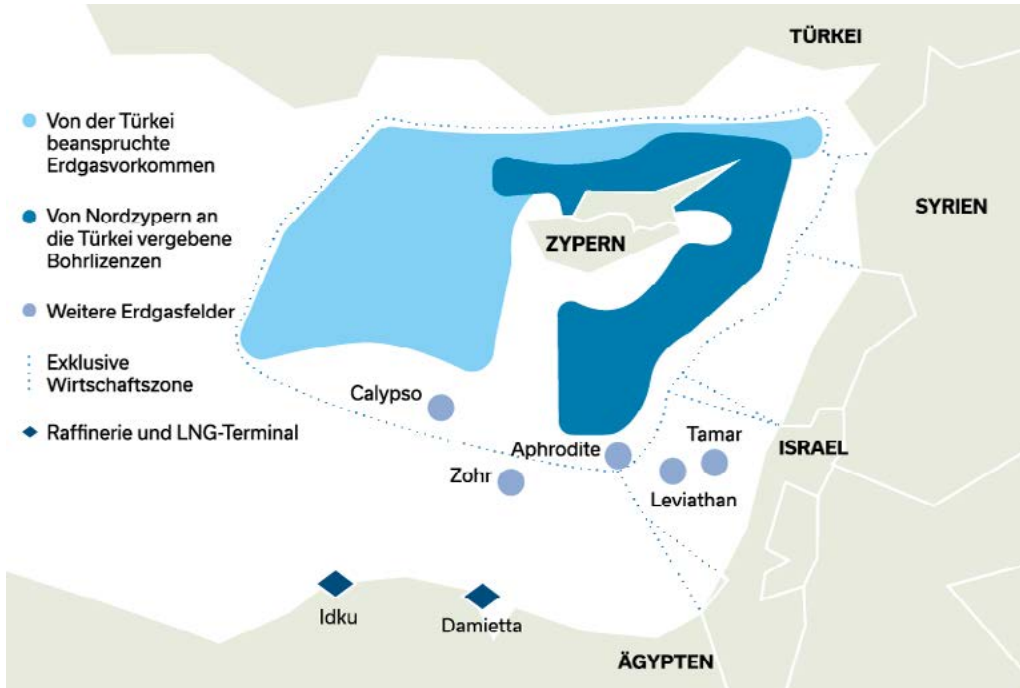 TÜRKEI
Von der Türkei
beanspruchte
Erdgasvorkommen
Von Nordzypern an
die Türkei vergebene
Bohrlizenzen
Weitere Erdgasfelder
Exklusive
Wirtschaftszone
Raffinerie und LNG-Terminal
SYRIEN
ZYPERN
Calypso
Aphrodite
Tamar
ISRAEL
Zohr
Leviathan
Idku
Damietta
ÄGYPTEN